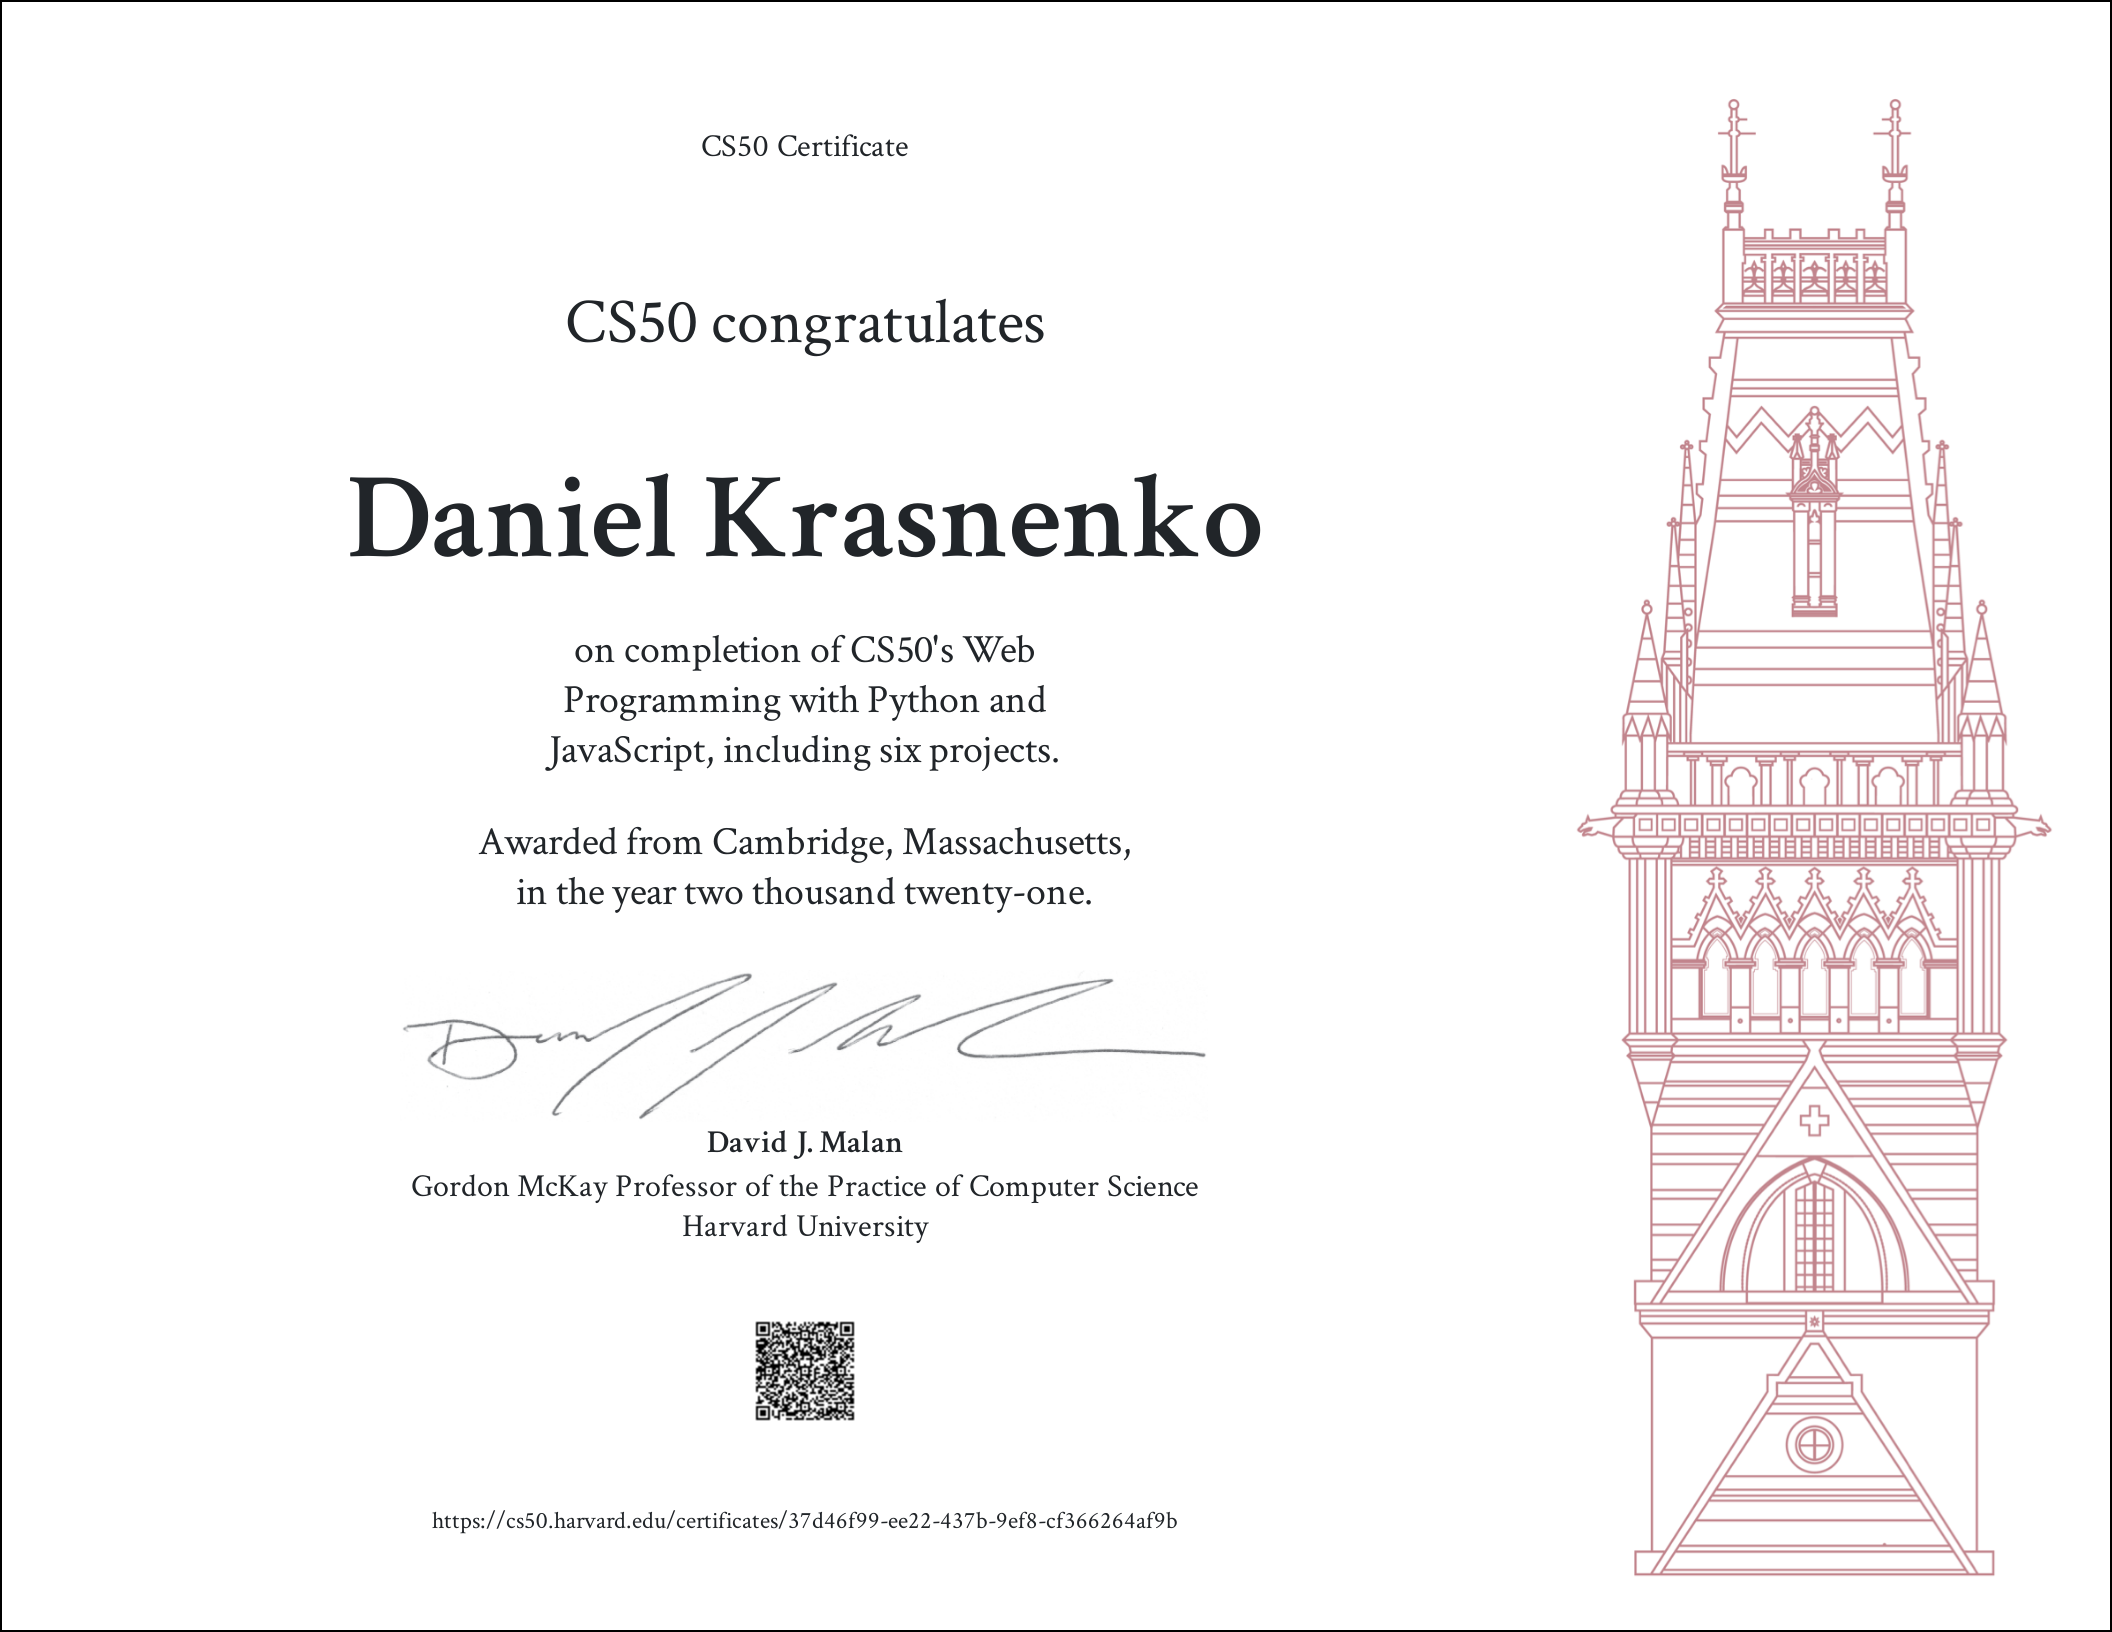 CS50 Certificate
CS50 congratulates
Daniel Krasnenko
on completion of CS50's Web
Programming with Python and
JavaScript, including six projects.
Awarded from Cambridge, Massachusetts,
in the year two thousand twenty-one.
David J. Malan
Gordon McKay Professor of the Practice of Computer Science
Harvard University
https://cs50.harvard.edu/certificates/37d46f99-ee22-437b-9ef8-cf366264af9b